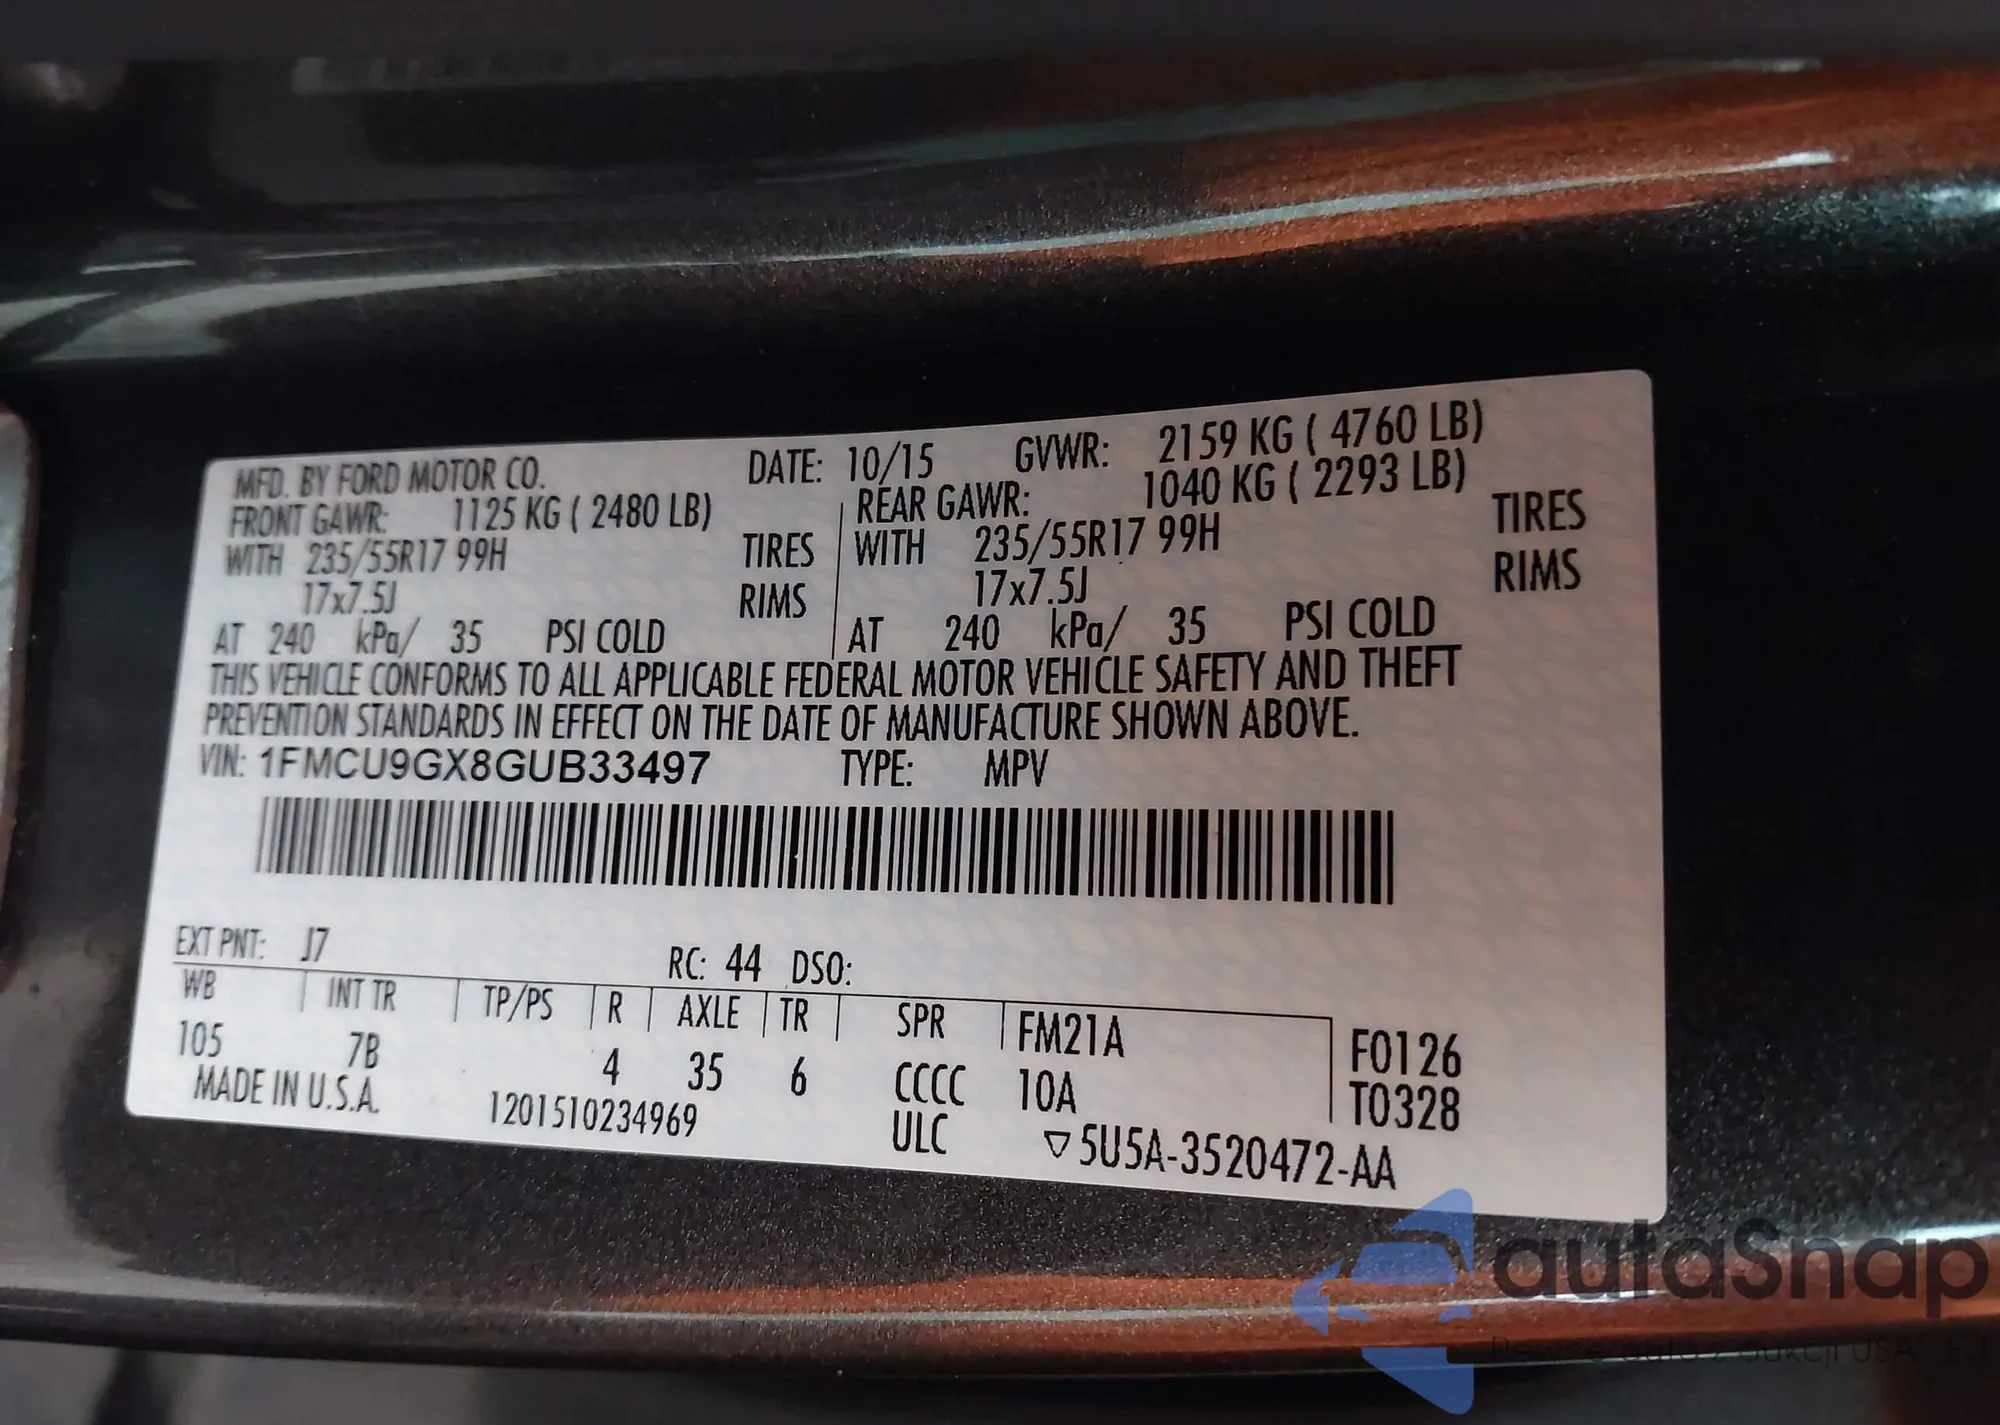 MFD. BY FORD MOTOR CO. DATE: 10/15 GVWR: 2159 KG ( 4760 LB)
FRONT GAWR: 1125 KG ( 2480 LB) REAR GAWR: 1040 KG ( 2293 LB)
WITH 235/55R17 99H TIRES WITH 235/55R17 99H TIRES
17x7.5J RIMS 17x7.5J RIMS
AT 240 kPa/ 35 PSI COLD AT 240 kPa/ 35 PSI COLD
THIS VEHICLE CONFORMS TO ALL APPLICABLE FEDERAL MOTOR VEHICLE SAFETY AND THEFT
PREVENTION STANDARDS IN EFFECT ON THE DATE OF MANUFACTURE SHOWN ABOVE.
VIN: 1FMCU9GX8GUB33497 TYPE: MPV
EXT PNT: J7 RC: 44 DSO:
WB INT TR TP/PS R AXLE TR SPR FM21A F0126
105 7B 4 35 6 CCCC 10A T0328
MADE IN U.S.A. 1201510234969 ULC ▽5U5A-3520472-AA
autaSnap
Pewne auta z aukcji USA